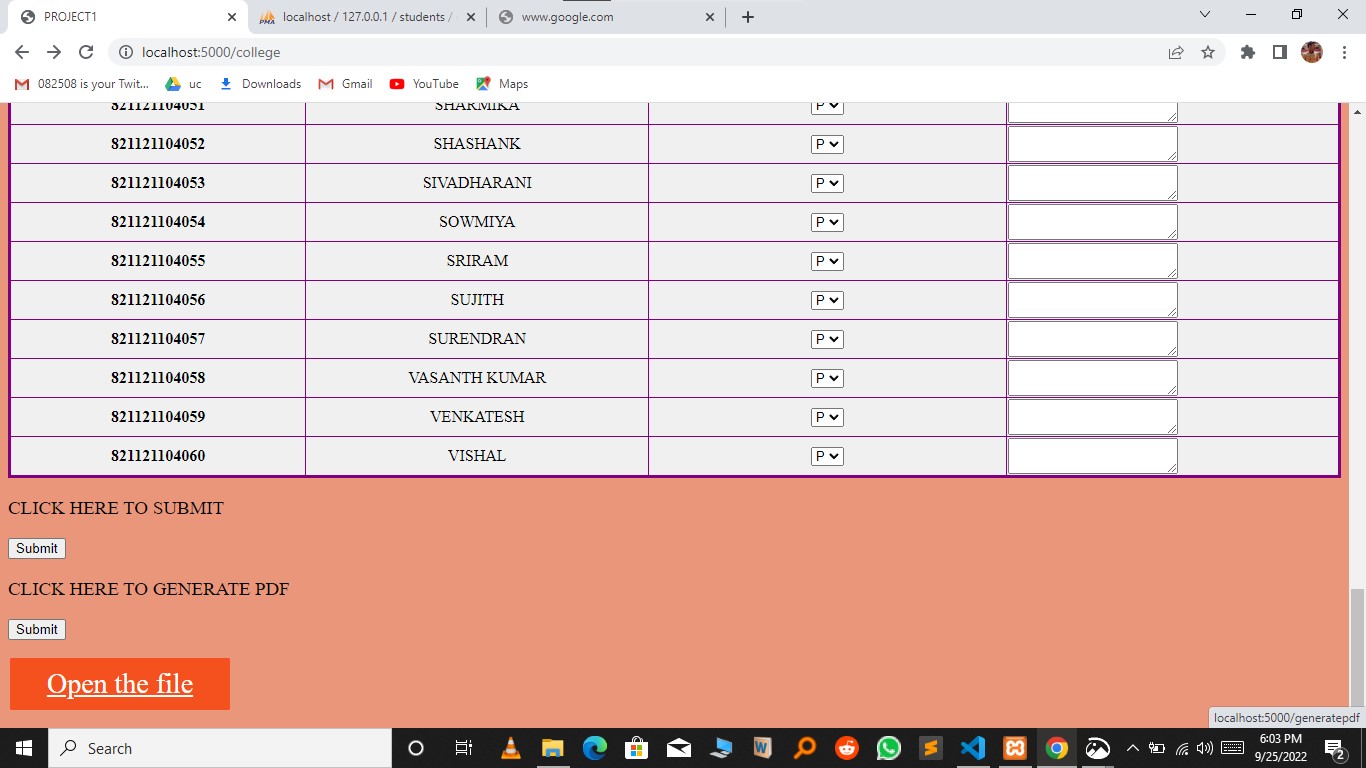 PROJECT1
localhost / 127.0.0.1 / students /
www.google.com
localhost:5000/college
082508 is your Twit...
uc
Downloads
Gmail
YouTube
Maps
821121104051 SHARMIKA P
821121104052 SHASHANK P
821121104053 SIVADHARANI P
821121104054 SOWMIYA P
821121104055 SRIRAM P
821121104056 SUJITH P
821121104057 SURENDRAN P
821121104058 VASANTH KUMAR P
821121104059 VENKATESH P
821121104060 VISHAL P
CLICK HERE TO SUBMIT
Submit
CLICK HERE TO GENERATE PDF
Submit
Open the file
localhost:5000/generatepdf
Search
6:03 PM
9/25/2022
2